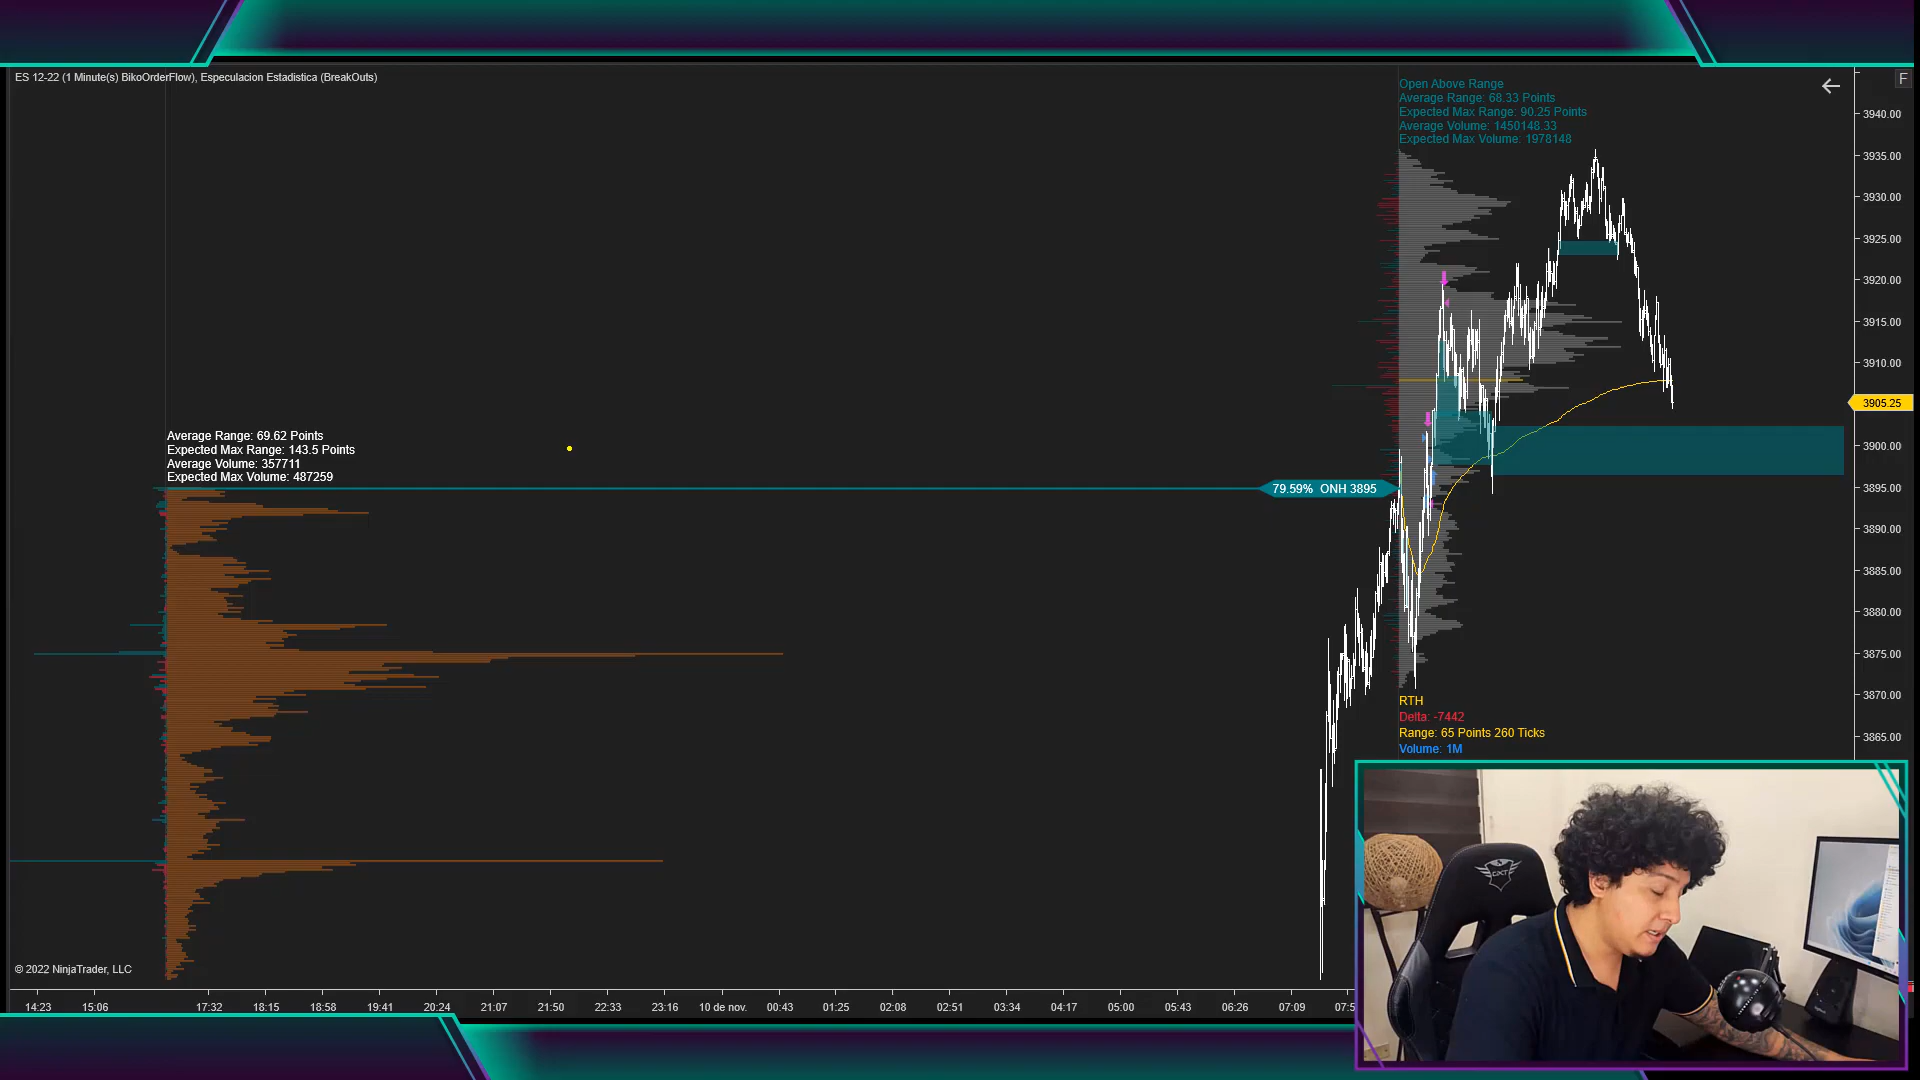 ES 12-22 (1 Minute(s) BikoOrderFlow), Especulacion Estadistica (BreakOuts)
F
Open Above Range
Average Range: 68.33 Points
Expected Max Range: 90.25 Points
Average Volume: 1450148.33
Expected Max Volume: 1978148
3940.00
3935.00
3930.00
3925.00
3920.00
3915.00
3910.00
3905.25
3900.00
3895.00
3890.00
3885.00
3880.00
3875.00
3870.00
3865.00
Average Range: 69.62 Points
Expected Max Range: 143.5 Points
Average Volume: 357711
Expected Max Volume: 487259
79.59% ONH 3895
RTH
Delta: -7442
Range: 65 Points 260 Ticks
Volume: 1M
© 2022 NinjaTrader, LLC
14:23 15:06 17:32 18:15 18:58 19:41 20:24 21:07 21:50 22:33 23:16 10 de nov. 00:43 01:25 02:08 02:51 03:34 04:17 05:00 05:43 06:26 07:09